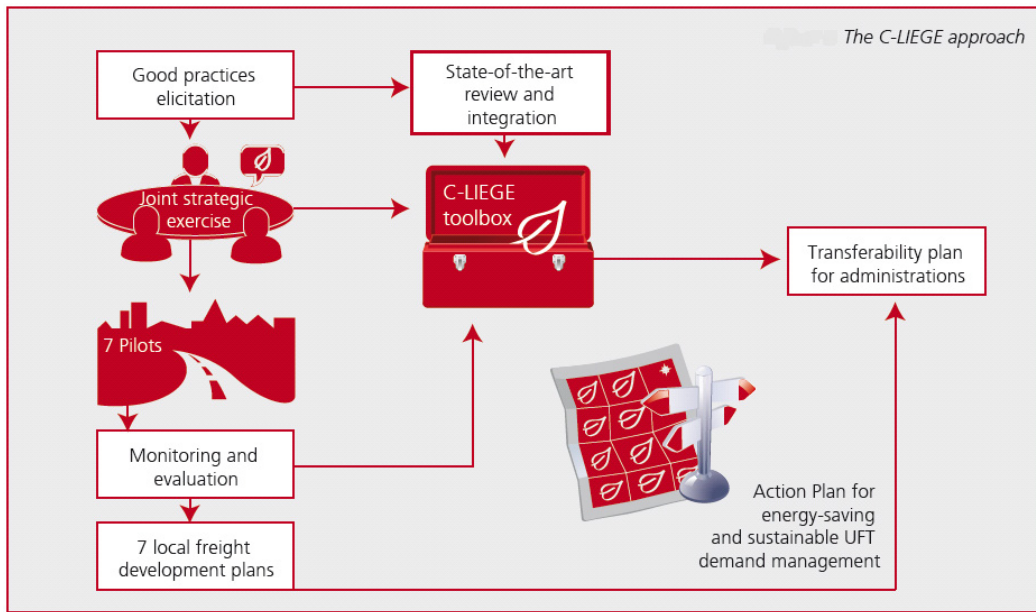 The C-LIEGE approach
Good practices
elicitation
State-of-the-art
review and
integration
Joint strategic
exercise
C-LIEGE
toolbox
Transferability plan
for administrations
7 Pilots
Monitoring and
evaluation
Action Plan for
energy-saving
and sustainable UFT
demand management
7 local freight
development plans